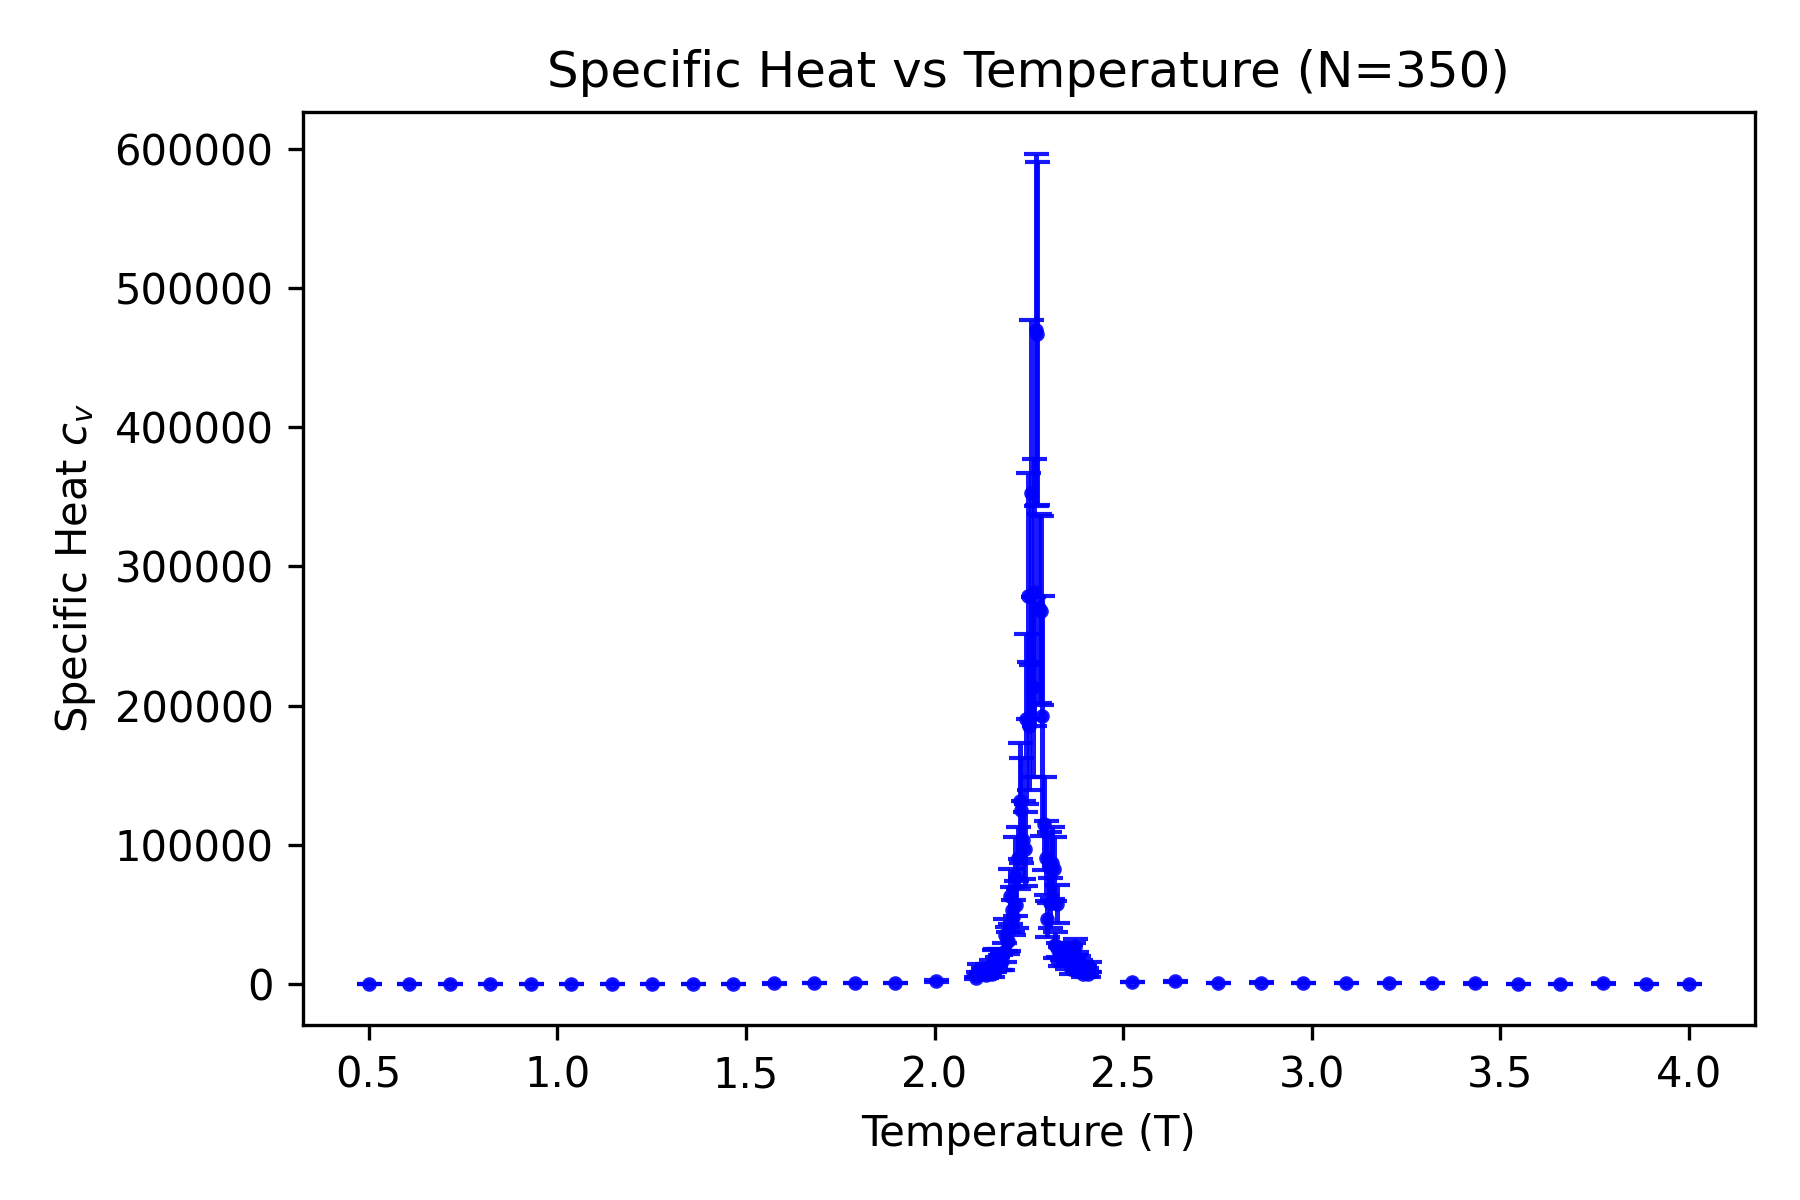 Specific Heat vs Temperature (N=350)
600000
500000
400000
300000
200000
100000
0
Specific Heat cᵥ
0.5 1.0 1.5 2.0 2.5 3.0 3.5 4.0
Temperature (T)